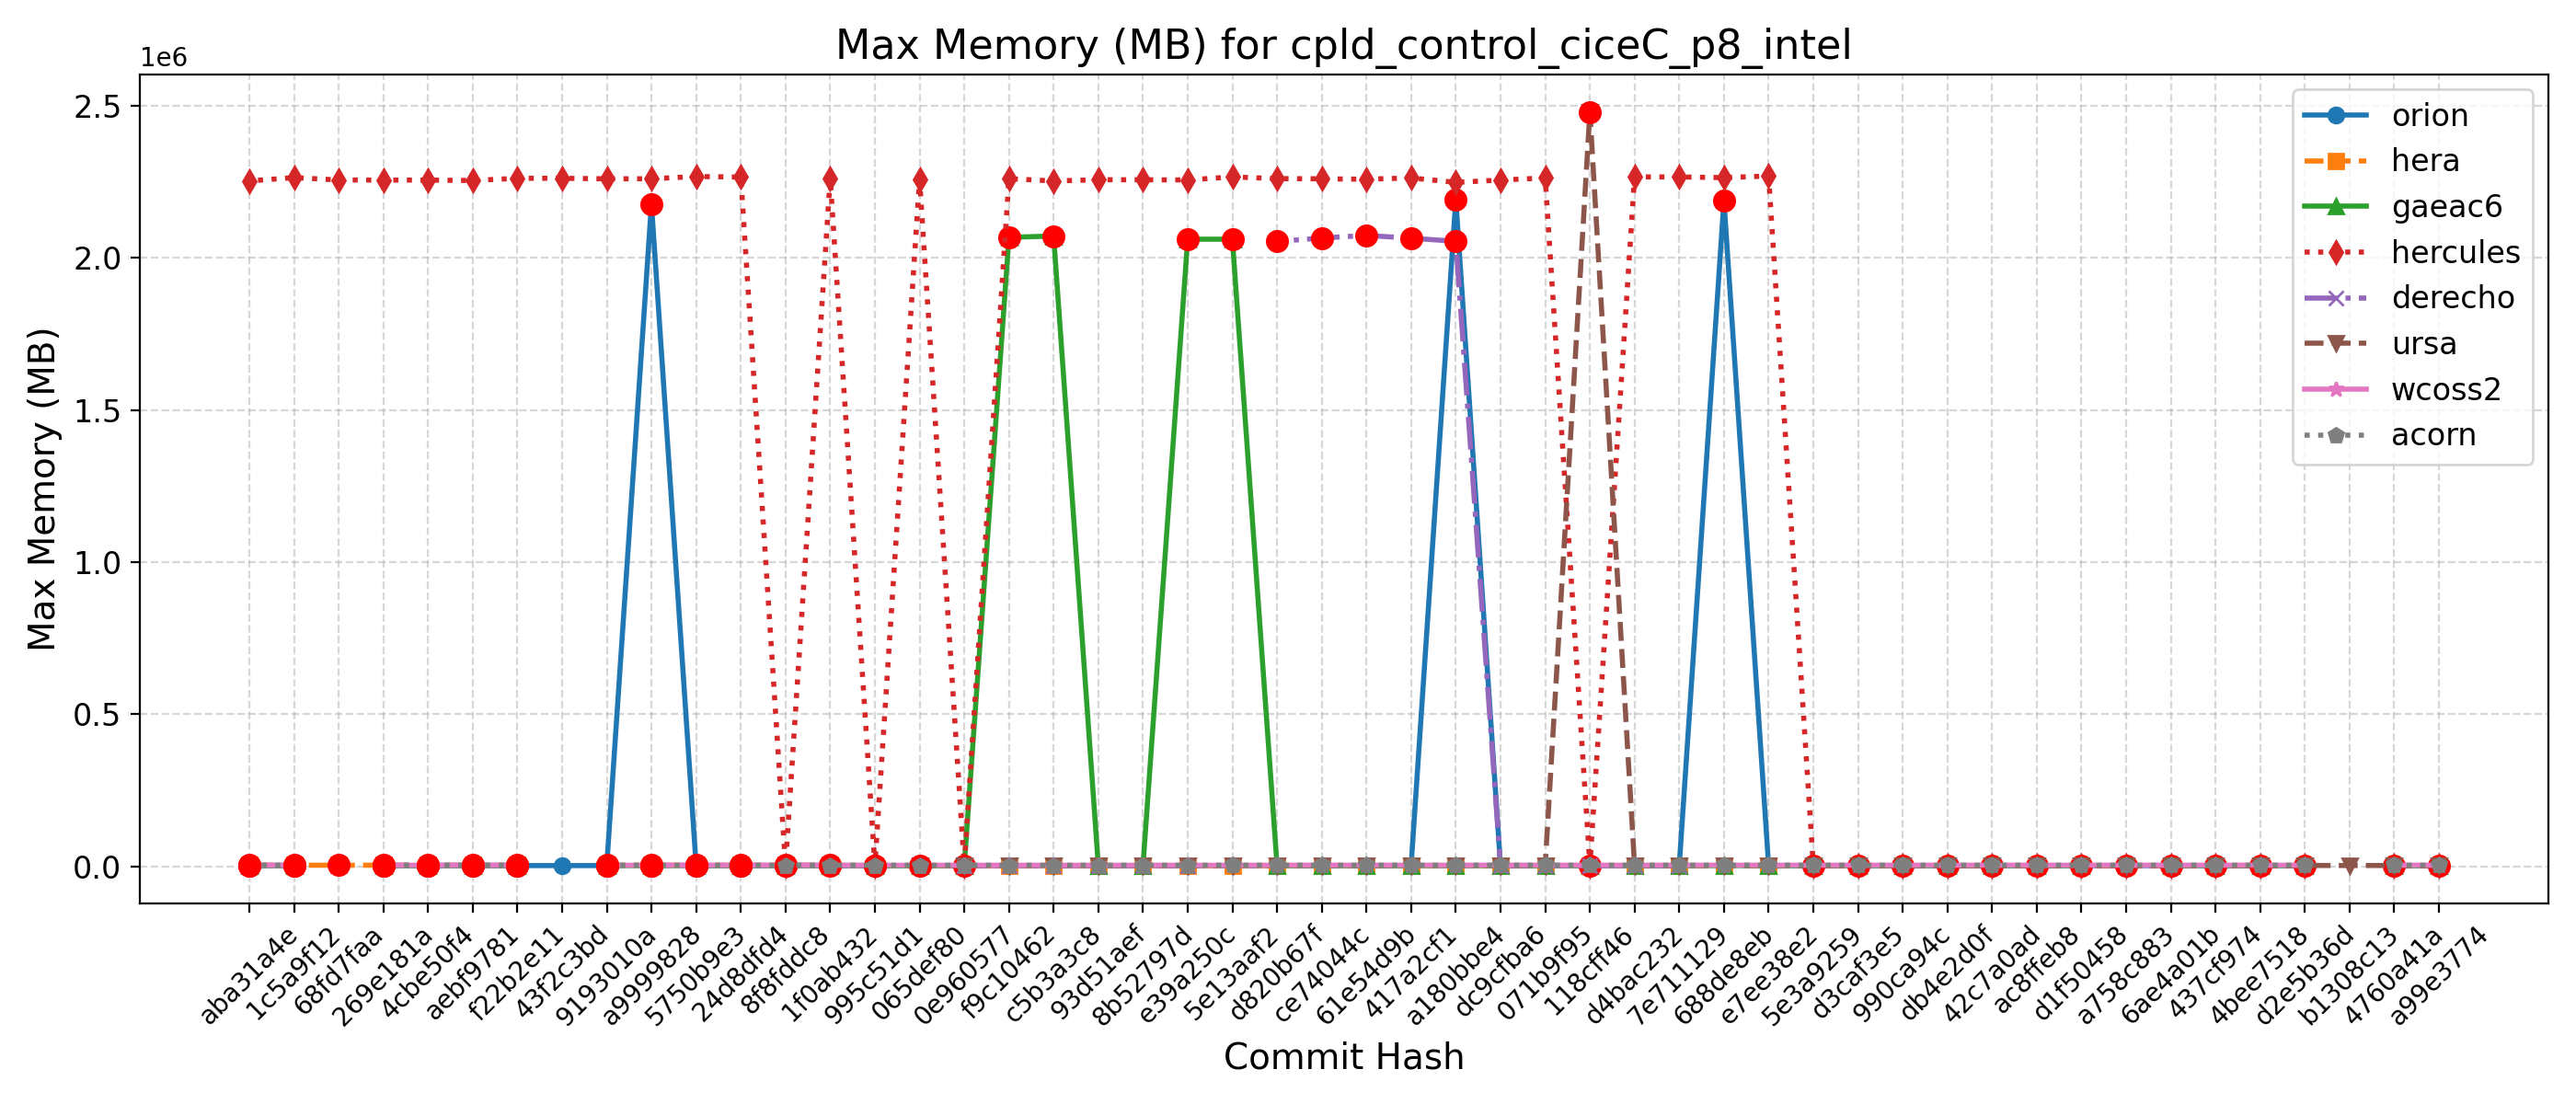 Max Memory (MB) for cpld_control_ciceC_p8_intel
1e6
2.5
2.0
1.5
1.0
0.5
0.0
Max Memory (MB)
orion
hera
gaeac6
hercules
derecho
ursa
wcoss2
acorn
aba31a4e
1c5a9f12
68fd7faa
269e181a
4cbe50f4
aebf9781
f22b2e11
43f2c3bd
9193010a
a9999828
5750b9e3
24d8dfd4
8f8fddc8
1f0ab432
995c51d1
065def80
0e960577
f9c10462
c5b3a3c8
93d51aef
8b52797d
e39a250c
5e13aaf2
d820b67f
ce74044c
61e54d9b
417a2cf1
a180bbe4
dc9cfba6
071b9f95
118cff46
d4bac232
7e711129
688de8eb
e7ee38e2
5e3a9259
d3caf3e5
990ca94c
db4e2d0f
42c7a0ad
ac8ffeb8
d1f50458
a758c883
6ae4a01b
437cf974
4bee7518
d2e5b36d
b1308c13
4760a41a
a99e3774
Commit Hash